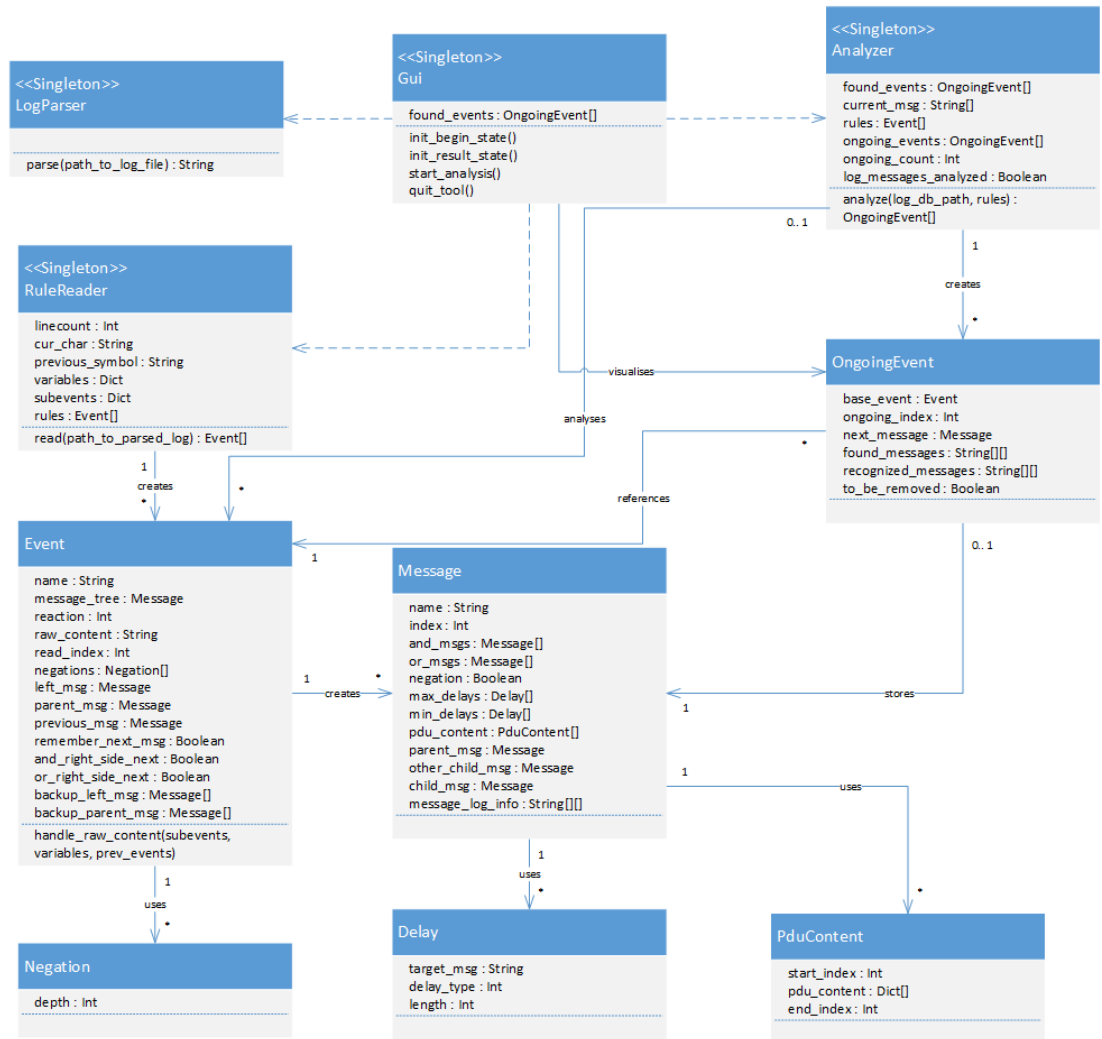 <<Singleton>>
LogParser
parse(path_to_log_file) : String
<<Singleton>>
Gui
found_events : OngoingEvent[]
init_begin_state()
init_result_state()
start_analysis()
quit_tool()
<<Singleton>>
Analyzer
found_events : OngoingEvent[]
current_msg : String[]
rules : Event[]
ongoing_events : OngoingEvent[]
ongoing_count : Int
log_messages_analyzed : Boolean
analyze(log_db_path, rules) :
OngoingEvent[]
0.. 1
1
creates
*
<<Singleton>>
RuleReader
linecount : Int
cur_char : String
previous_symbol : String
variables : Dict
subevents : Dict
rules : Event[]
read(path_to_parsed_log) : Event[]
1
creates
*
*
visualises
analyses
references
OngoingEvent
base_event : Event
ongoing_index : Int
next_message : Message
found_messages : String[][]
recognized_messages : String[][]
to_be_removed : Boolean
*
1
0.. 1
stores
1
Event
name : String
message_tree : Message
reaction : Int
raw_content : String
read_index : Int
negations : Negation[]
left_msg : Message
parent_msg : Message
previous_msg : Message
remember_next_msg : Boolean
and_right_side_next : Boolean
or_right_side_next : Boolean
backup_left_msg : Message[]
backup_parent_msg : Message[]
handle_raw_content(subevents,
variables, prev_events)
1
creates
*
Message
name : String
index : Int
and_msgs : Message[]
or_msgs : Message[]
negation : Boolean
max_delays : Delay[]
min_delays : Delay[]
pdu_content : PduContent[]
parent_msg : Message
other_child_msg : Message
child_msg : Message
message_log_info : String[][]
1
uses
*
1
uses
*
1
uses
*
Negation
depth : Int
Delay
target_msg : String
delay_type : Int
length : Int
PduContent
start_index : Int
pdu_content : Dict[]
end_index : Int